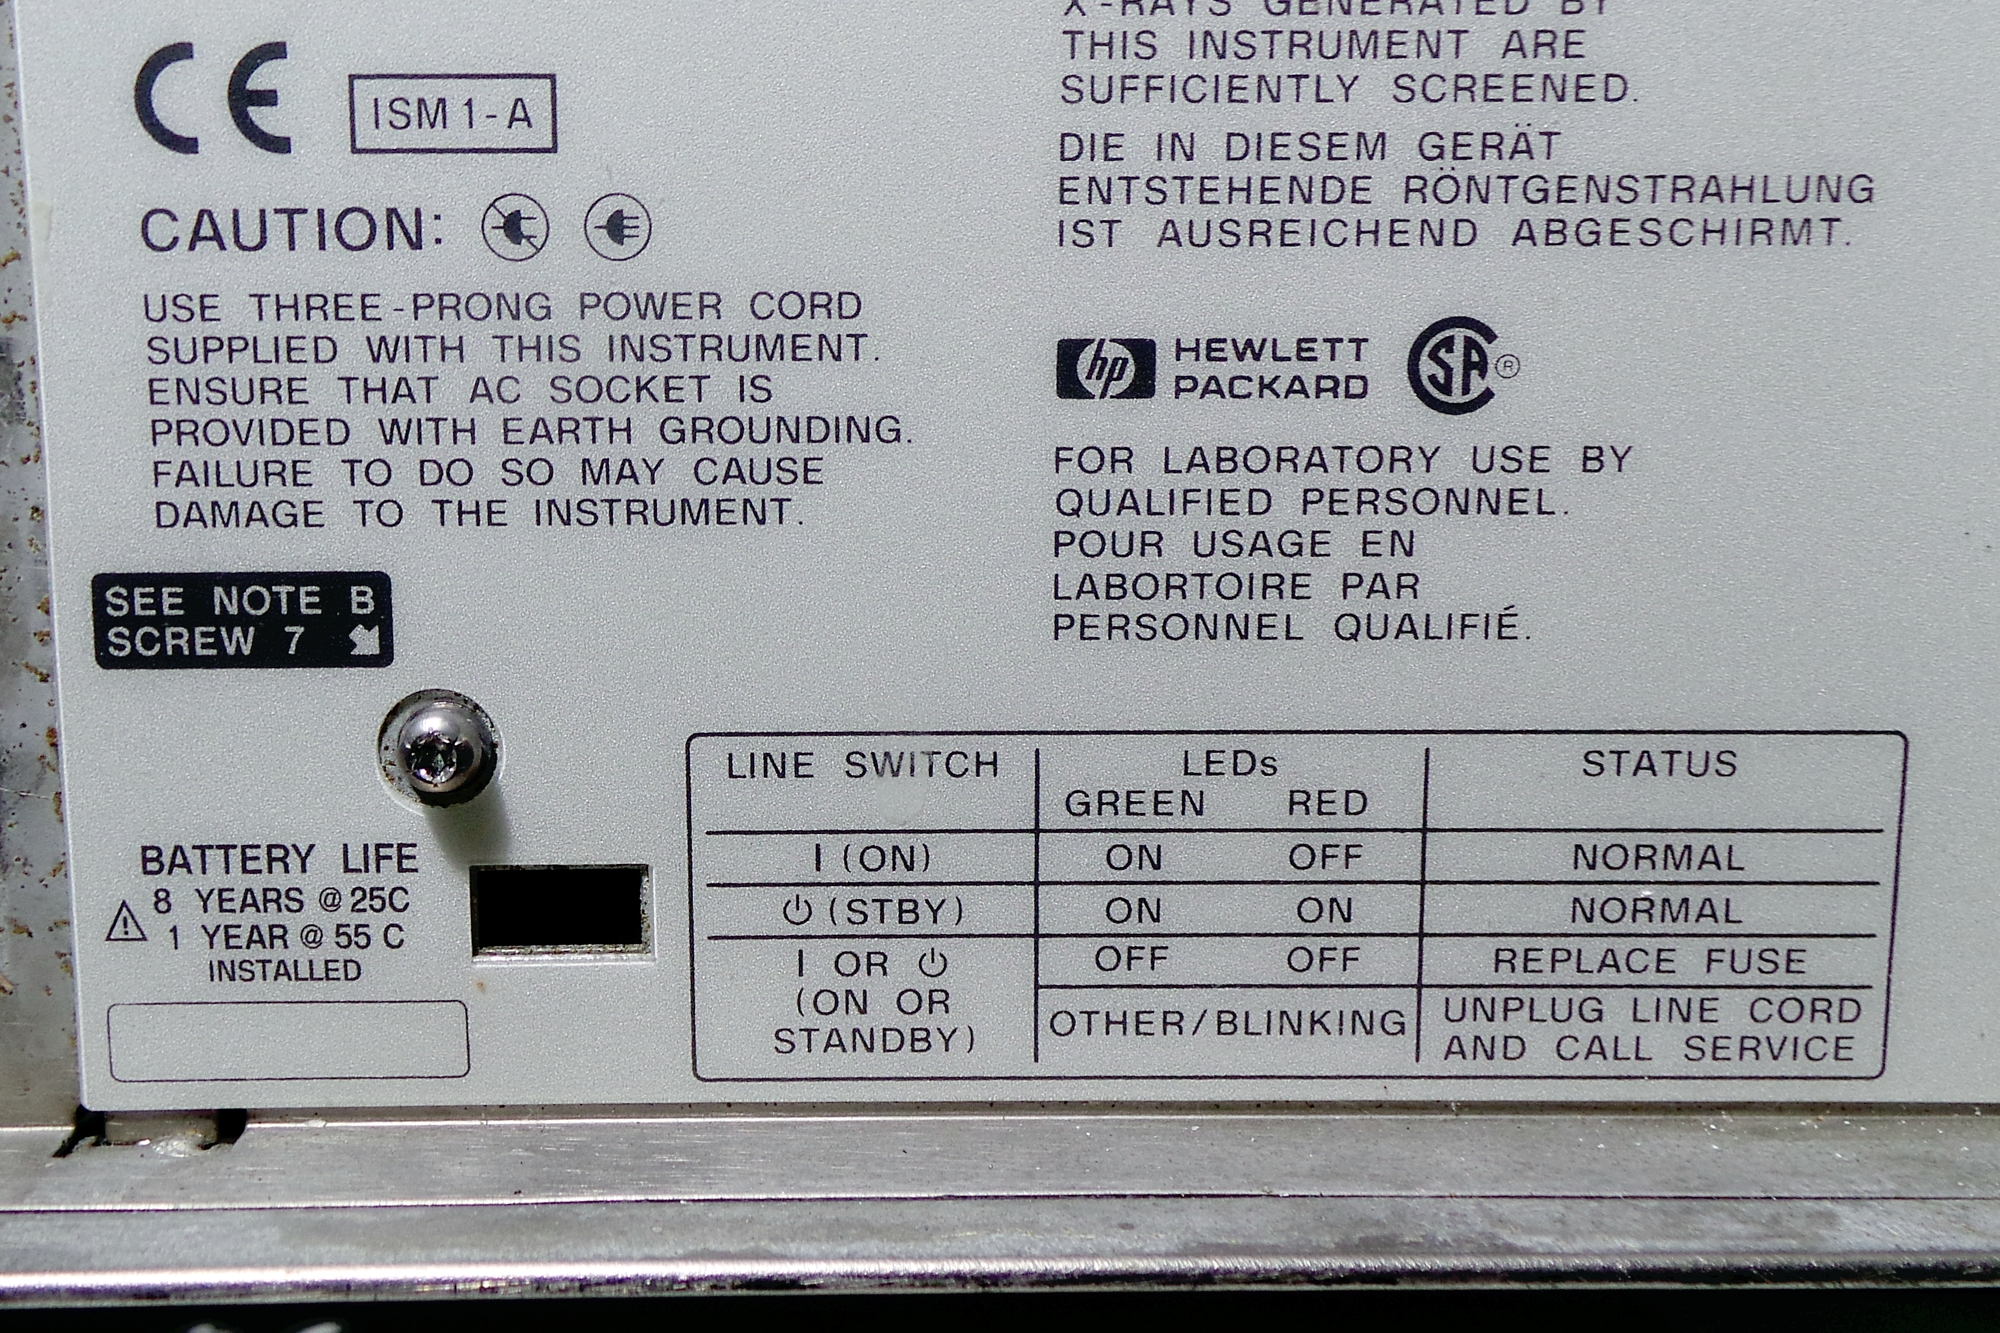 CE ISM 1-A
CAUTION:
USE THREE-PRONG POWER CORD
SUPPLIED WITH THIS INSTRUMENT.
ENSURE THAT AC SOCKET IS
PROVIDED WITH EARTH GROUNDING.
FAILURE TO DO SO MAY CAUSE
DAMAGE TO THE INSTRUMENT.
SEE NOTE B
SCREW 7
BATTERY LIFE
8 YEARS @ 25C
1 YEAR @ 55 C
INSTALLED
X-RAYS GENERATED BY
THIS INSTRUMENT ARE
SUFFICIENTLY SCREENED.
DIE IN DIESEM GERÄT
ENTSTEHENDE RÖNTGENSTRAHLUNG
IST AUSREICHEND ABGESCHIRMT.
hp HEWLETT
PACKARD
SA ®
FOR LABORATORY USE BY
QUALIFIED PERSONNEL.
POUR USAGE EN
LABORTOIRE PAR
PERSONNEL QUALIFIÉ.
LINE SWITCH LEDs STATUS
GREEN RED
I (ON) ON OFF NORMAL
⏻ (STBY) ON ON NORMAL
I OR ⏻ OFF OFF REPLACE FUSE
(ON OR
STANDBY) OTHER/BLINKING UNPLUG LINE CORD
AND CALL SERVICE